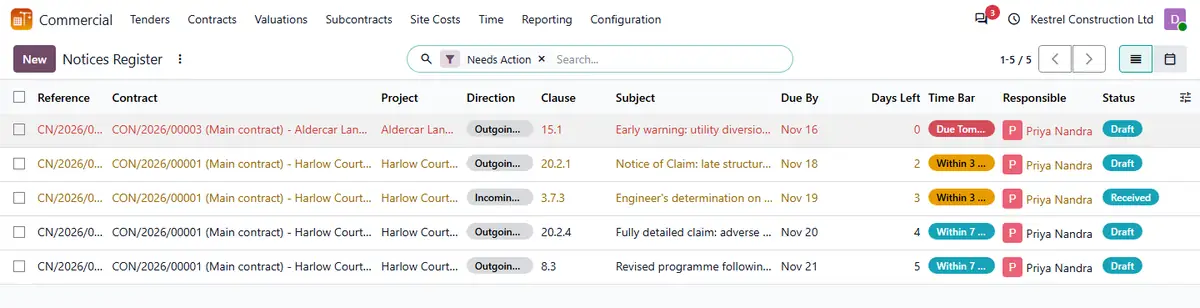 Commercial Tenders Contracts Valuations Subcontracts Site Costs Time Reporting Configuration 3 Kestrel Construction Ltd D
New Notices Register Needs Action × Search... 1-5 / 5
Reference Contract Project Direction Clause Subject Due By Days Left Time Bar Responsible Status
CN/2026/0... CON/2026/00003 (Main contract) - Aldercar Lan... Aldercar Lan... Outgoin... 15.1 Early warning: utility diversio... Nov 16 0 Due Tom... P Priya Nandra Draft
CN/2026/0... CON/2026/00001 (Main contract) - Harlow Court... Harlow Court... Outgoin... 20.2.1 Notice of Claim: late structur... Nov 18 2 Within 3 ... P Priya Nandra Draft
CN/2026/0... CON/2026/00001 (Main contract) - Harlow Court... Harlow Court... Incomin... 3.7.3 Engineer's determination on ... Nov 19 3 Within 3 ... P Priya Nandra Received
CN/2026/0... CON/2026/00001 (Main contract) - Harlow Court... Harlow Court... Outgoin... 20.2.4 Fully detailed claim: adverse ... Nov 20 4 Within 7 ... P Priya Nandra Draft
CN/2026/0... CON/2026/00001 (Main contract) - Harlow Court... Harlow Court... Outgoin... 8.3 Revised programme followin... Nov 21 5 Within 7 ... P Priya Nandra Draft